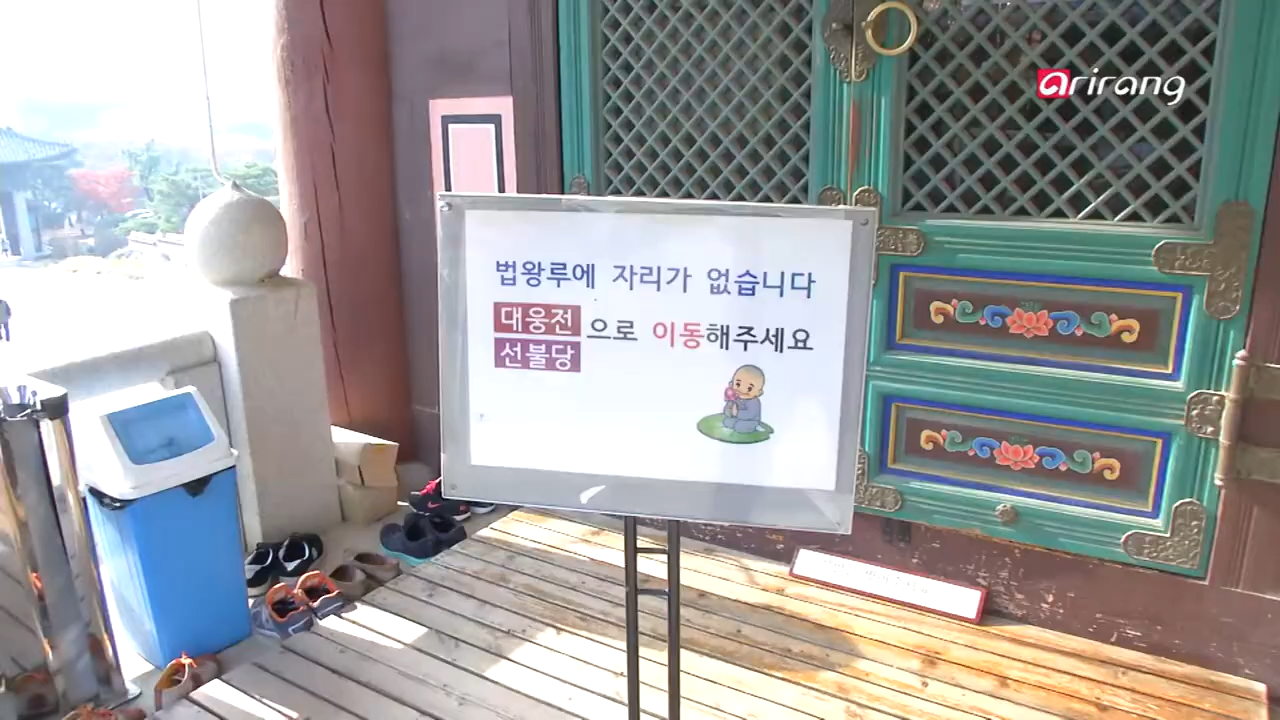 arirang
법왕루에 자리가 없습니다
대웅전
선불당
으로 이동해주세요